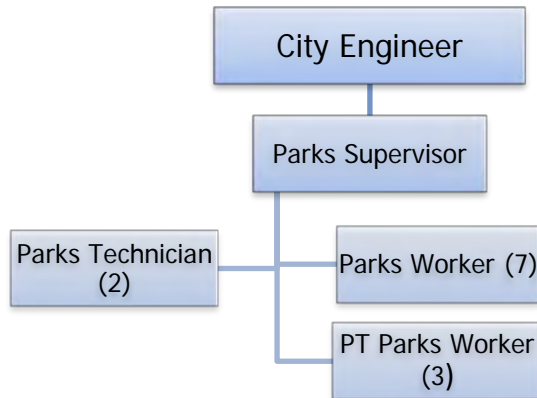 City Engineer
Parks Supervisor
Parks Technician
(2)
Parks Worker (7)
PT Parks Worker
(3)